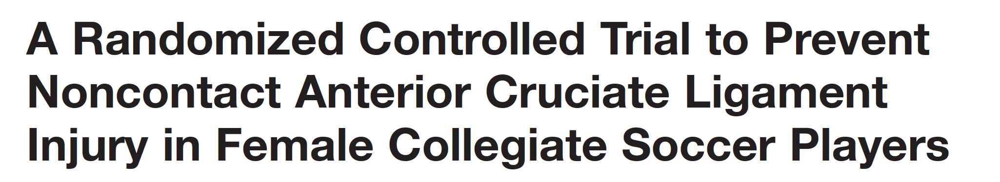 A Randomized Controlled Trial to Prevent
Noncontact Anterior Cruciate Ligament
Injury in Female Collegiate Soccer Players